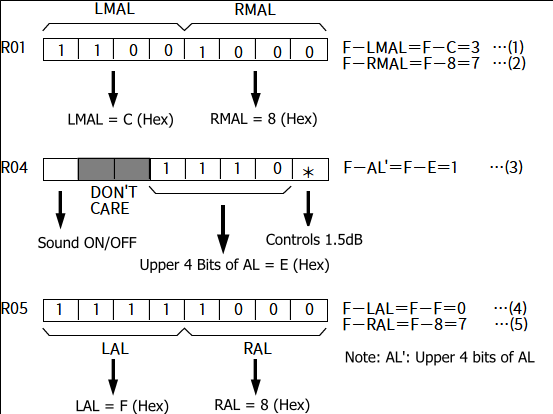 LMAL RMAL
R01 1 1 0 0 1 0 0 0 F−LMAL=F−C=3 …(1)
F−RMAL=F−8=7 …(2)
LMAL = C (Hex) RMAL = 8 (Hex)
R04 1 1 1 0 * F−AL'=F−E=1 …(3)
DON'T
CARE
Sound ON/OFF Controls 1.5dB
Upper 4 Bits of AL = E (Hex)
R05 1 1 1 1 1 0 0 0 F−LAL=F−F=0 …(4)
F−RAL=F−8=7 …(5)
LAL RAL
Note: AL': Upper 4 bits of AL
LAL = F (Hex) RAL = 8 (Hex)